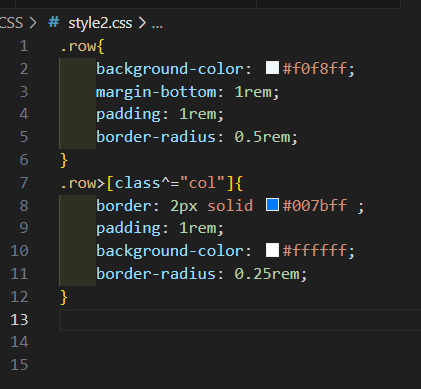 CSS > # style2.css > ...
1 .row{
2 background-color: #f0f8ff;
3 margin-bottom: 1rem;
4 padding: 1rem;
5 border-radius: 0.5rem;
6 }
7 .row>[class^="col"]{
8 border: 2px solid #007bff ;
9 padding: 1rem;
10 background-color: #ffffff;
11 border-radius: 0.25rem;
12 }
13
14
15